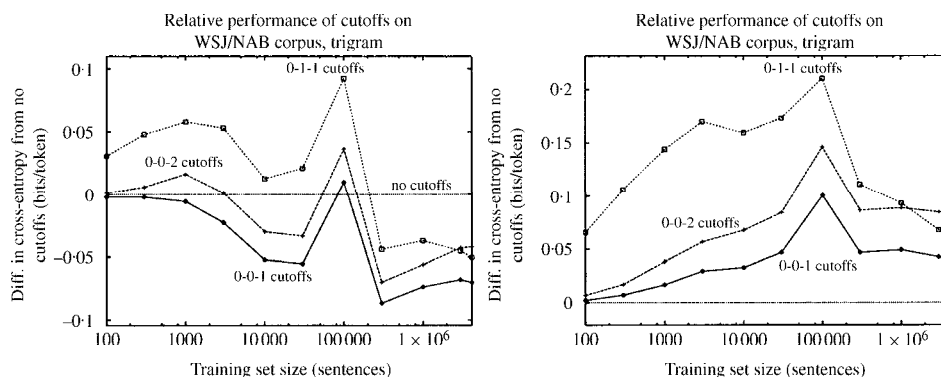 Relative performance of cutoffs on
WSJ/NAB corpus, trigram
Diff. in cross-entropy from no
cutoffs (bits/token)
0·1
0·05
0
−0·05
−0·1
0-1-1 cutoffs
0-0-2 cutoffs
no cutoffs
0-0-1 cutoffs
100
1000
10 000
100 000
1 × 10⁶
Training set size (sentences)
Relative performance of cutoffs on
WSJ/NAB corpus, trigram
Diff. in cross-entropy from no
cutoffs (bits/token)
0·2
0·15
0·1
0·05
0
0-1-1 cutoffs
0-0-2 cutoffs
0-0-1 cutoffs
100
1000
10 000
100 000
1 × 10⁶
Training set size (sentences)